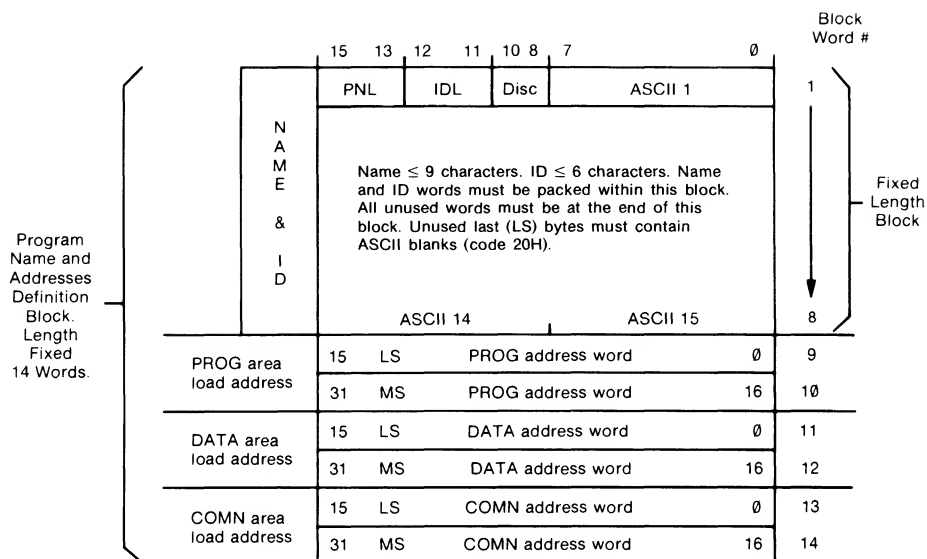 Block
Word #
15 13 12 11 10 8 7 Ø
PNL IDL Disc ASCII 1 1
N
A
M
E
&
I
D
Name ≤ 9 characters. ID ≤ 6 characters. Name
and ID words must be packed within this block.
All unused words must be at the end of this
block. Unused last (LS) bytes must contain
ASCII blanks (code 20H).
Fixed
Length
Block
Program
Name and
Addresses
Definition
Block.
Length
Fixed
14 Words.
ASCII 14 ASCII 15 8
PROG area
load address
15 LS PROG address word Ø 9
31 MS PROG address word 16 1Ø
DATA area
load address
15 LS DATA address word Ø 11
31 MS DATA address word 16 12
COMN area
load address
15 LS COMN address word Ø 13
31 MS COMN address word 16 14